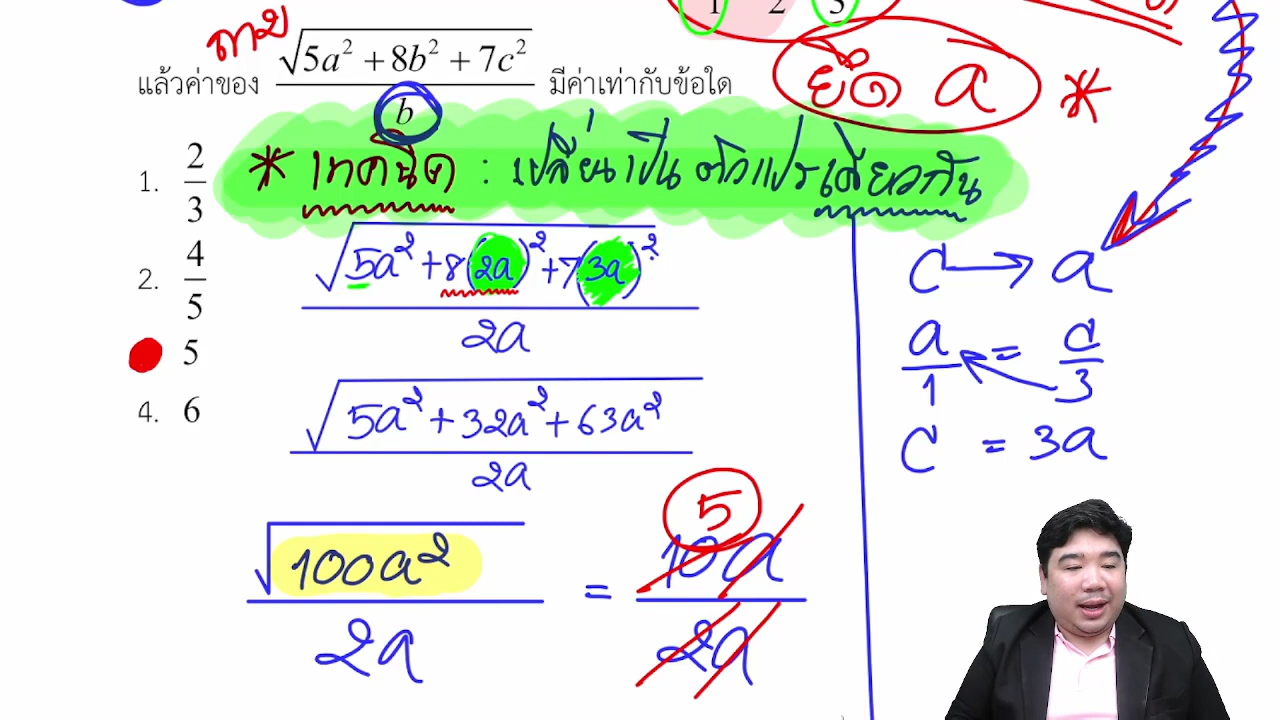 1 2 3
ถาม
แล้วค่าของ √(5a² + 8b² + 7c²) / b มีค่าเท่ากับข้อใด
ยึด a *
* เทคนิค : เปลี่ยนเป็นตัวแปรเดียวกัน
1. 2/3
2. 4/5
5
4. 6
√(5a² + 8(2a)² + 7(3a)²) / 2a
√(5a² + 32a² + 63a²) / 2a
√(100a²) / 2a = 10a / 2a
5
c → a
a/1 = c/3
c = 3a